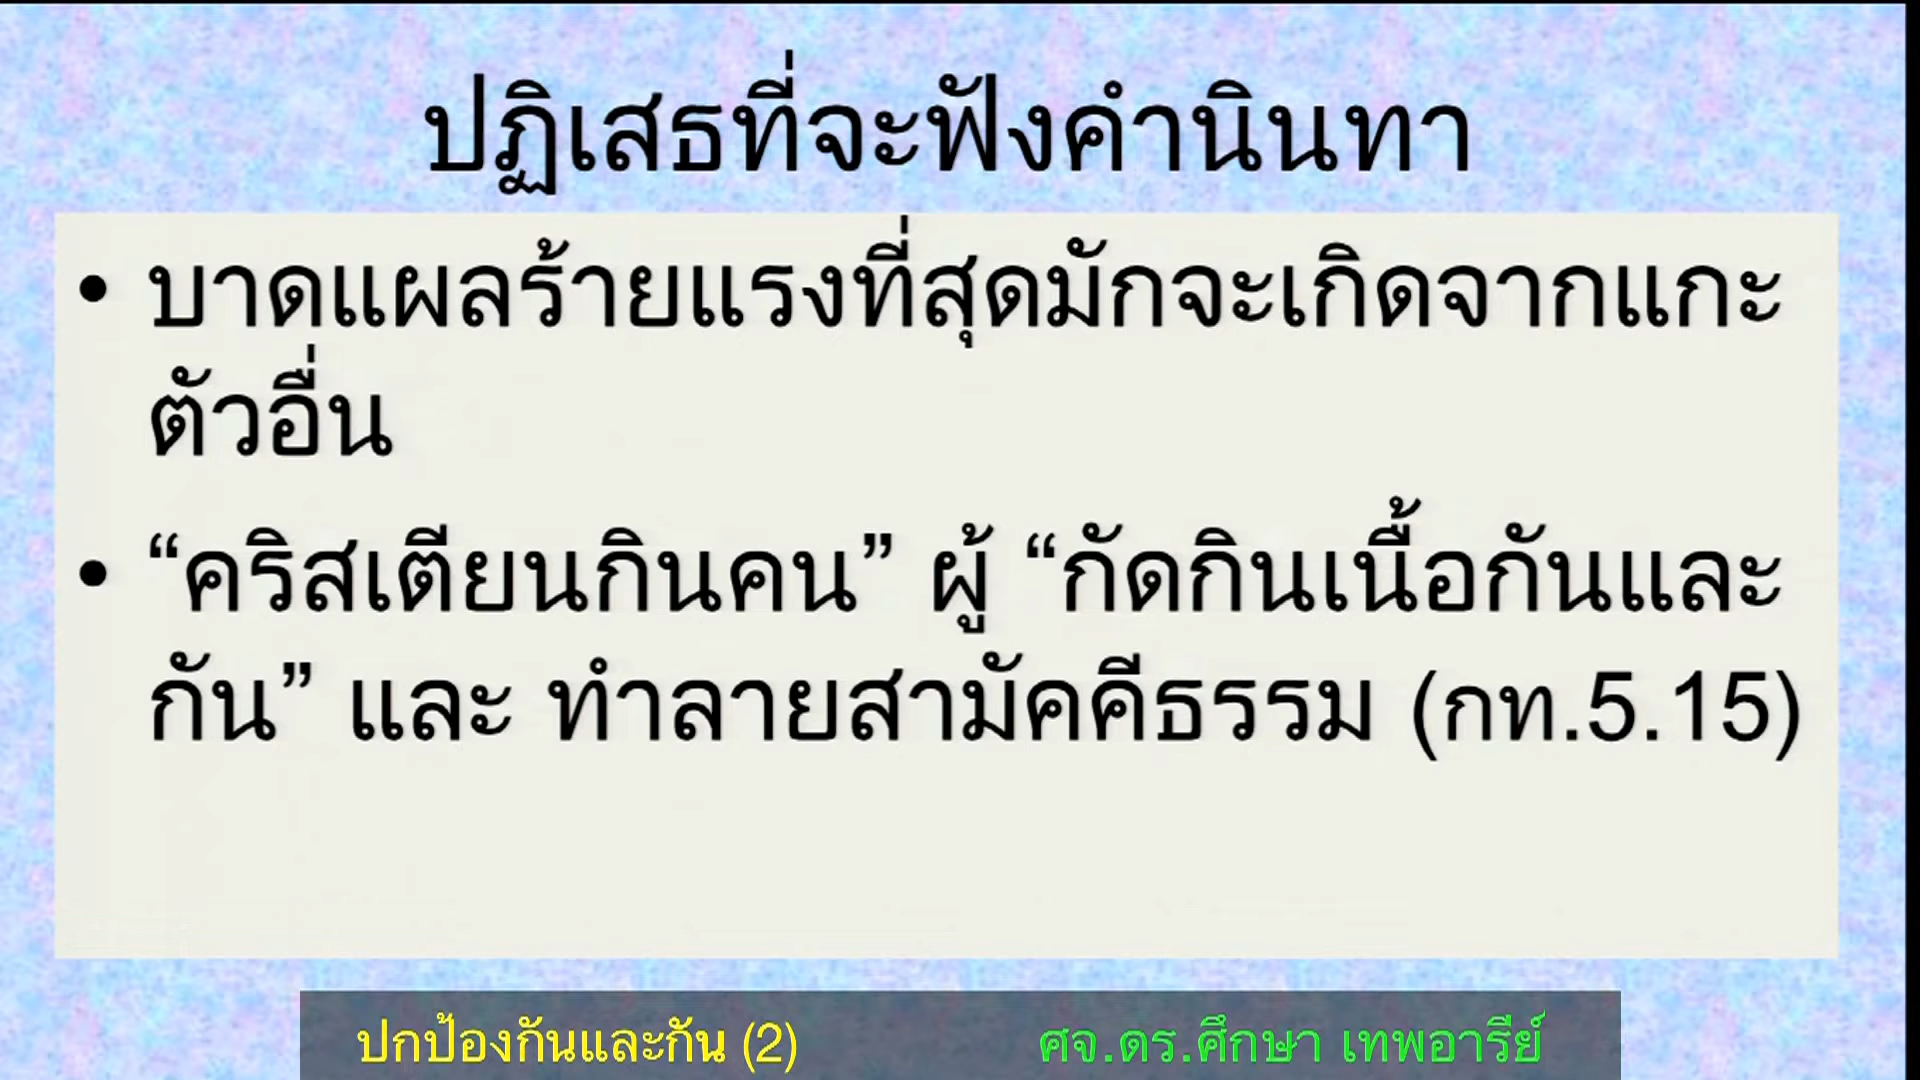 ปฏิเสธที่จะฟังคำนินทา
• บาดแผลร้ายแรงที่สุดมักจะเกิดจากแกะ
ตัวอื่น
• “คริสเตียนกินคน” ผู้ “กัดกินเนื้อกันและ
กัน” และ ทำลายสามัคคีธรรม (กท.5.15)
ปกป้องกันและกัน (2) ศจ.ดร.ศึกษา เทพอารีย์